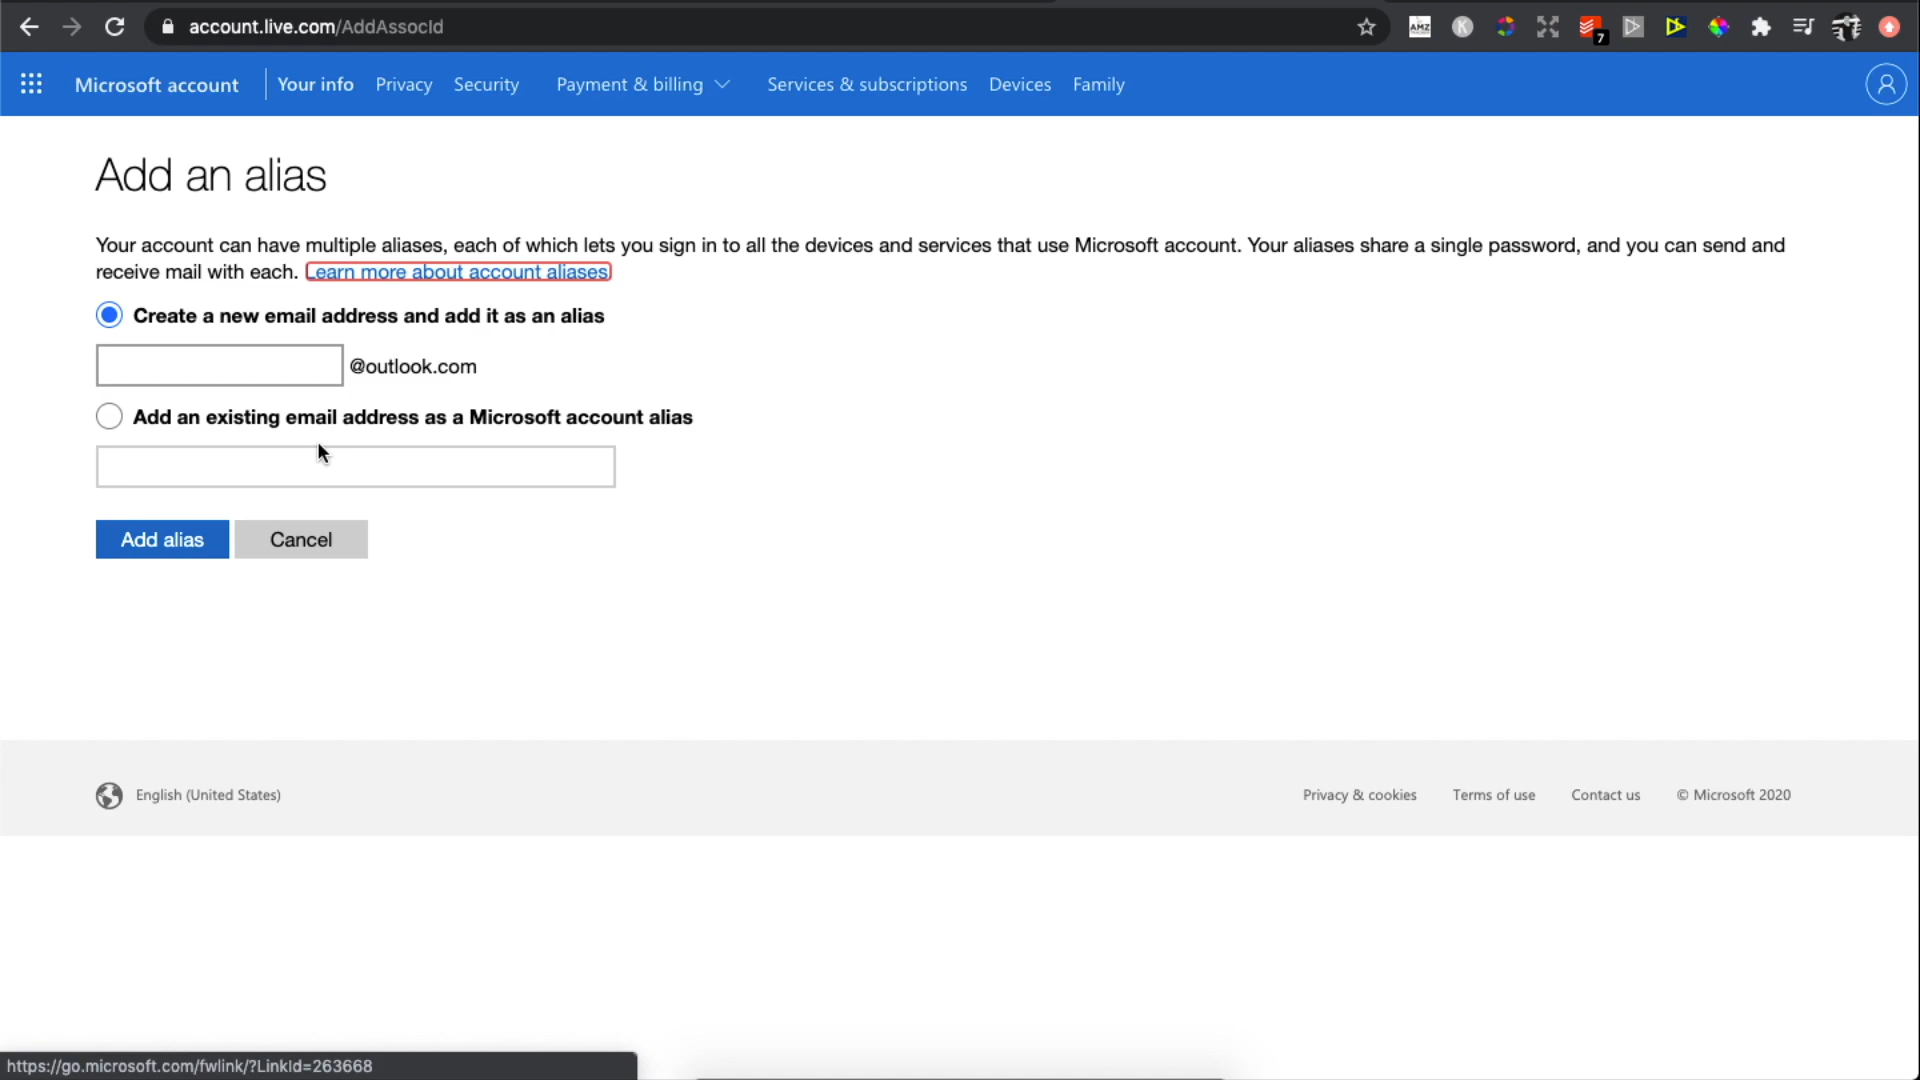 account.live.com/AddAssocId
AMZ
K
7
Microsoft account
Your info
Privacy
Security
Payment & billing
Services & subscriptions
Devices
Family
Add an alias
Your account can have multiple aliases, each of which lets you sign in to all the devices and services that use Microsoft account. Your aliases share a single password, and you can send and
receive mail with each. Learn more about account aliases.
Create a new email address and add it as an alias
@outlook.com
Add an existing email address as a Microsoft account alias
Add alias
Cancel
English (United States)
Privacy & cookies
Terms of use
Contact us
© Microsoft 2020
https://go.microsoft.com/fwlink/?LinkId=263668